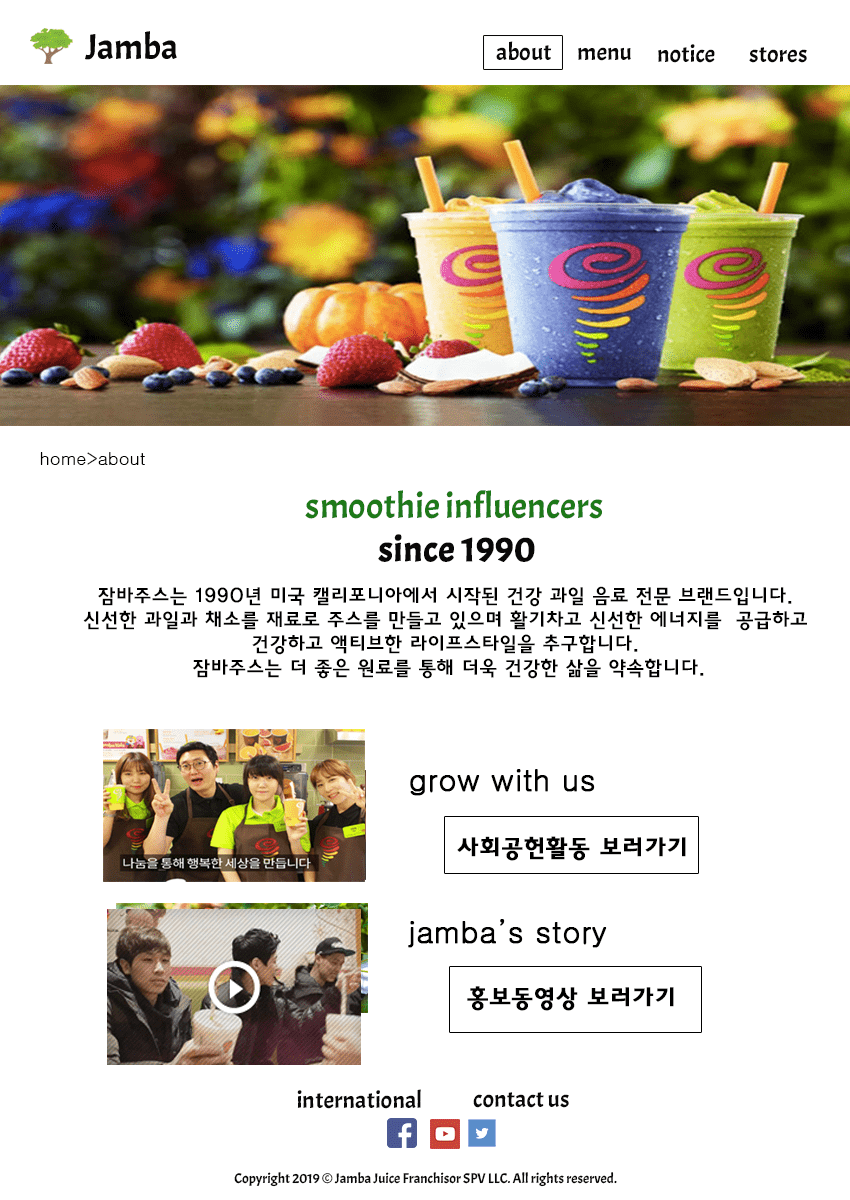 Jamba
about menu notice stores
home>about
smoothie influencers
since 1990
잠바주스는 1990년 미국 캘리포니아에서 시작된 건강 과일 음료 전문 브랜드입니다.
신선한 과일과 채소를 재료로 주스를 만들고 있으며 활기차고 신선한 에너지를 공급하고
건강하고 액티브한 라이프스타일을 추구합니다.
잠바주스는 더 좋은 원료를 통해 더욱 건강한 삶을 약속합니다.
나눔을 통해 행복한 세상을 만듭니다
grow with us
사회공헌활동 보러가기
jamba's story
홍보동영상 보러가기
international contact us
Copyright 2019 © Jamba Juice Franchisor SPV LLC. All rights reserved.